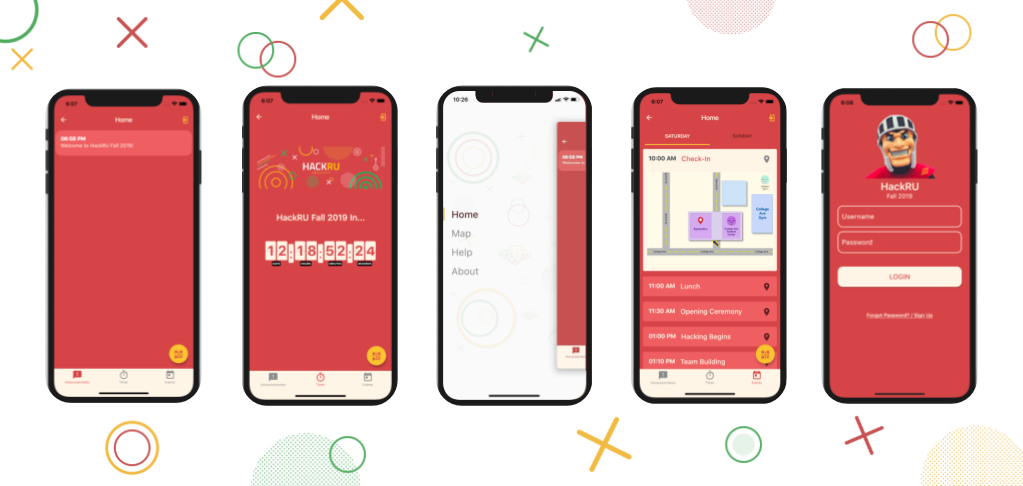 6:07
Home
08:58 PM
Welcome to HackRU Fall 2019!
Announcements
Timer
Events
6:07
Home
HACKRU
HackRU Fall 2019 In...
12:18:52:24
Announcements
Timer
Events
10:26
Home
Map
Help
About
08:58 PM
Welcome to
6:07
Home
SATURDAY SUNDAY
10:00 AM Check-In
College
Ave
Gym
11:00 AM Lunch
11:30 AM Opening Ceremony
01:00 PM Hacking Begins
01:10 PM Team Building
Announcements
Timer
Events
6:08
HackRU
Fall 2019
Username
Password
LOGIN
Forgot Password? / Sign Up